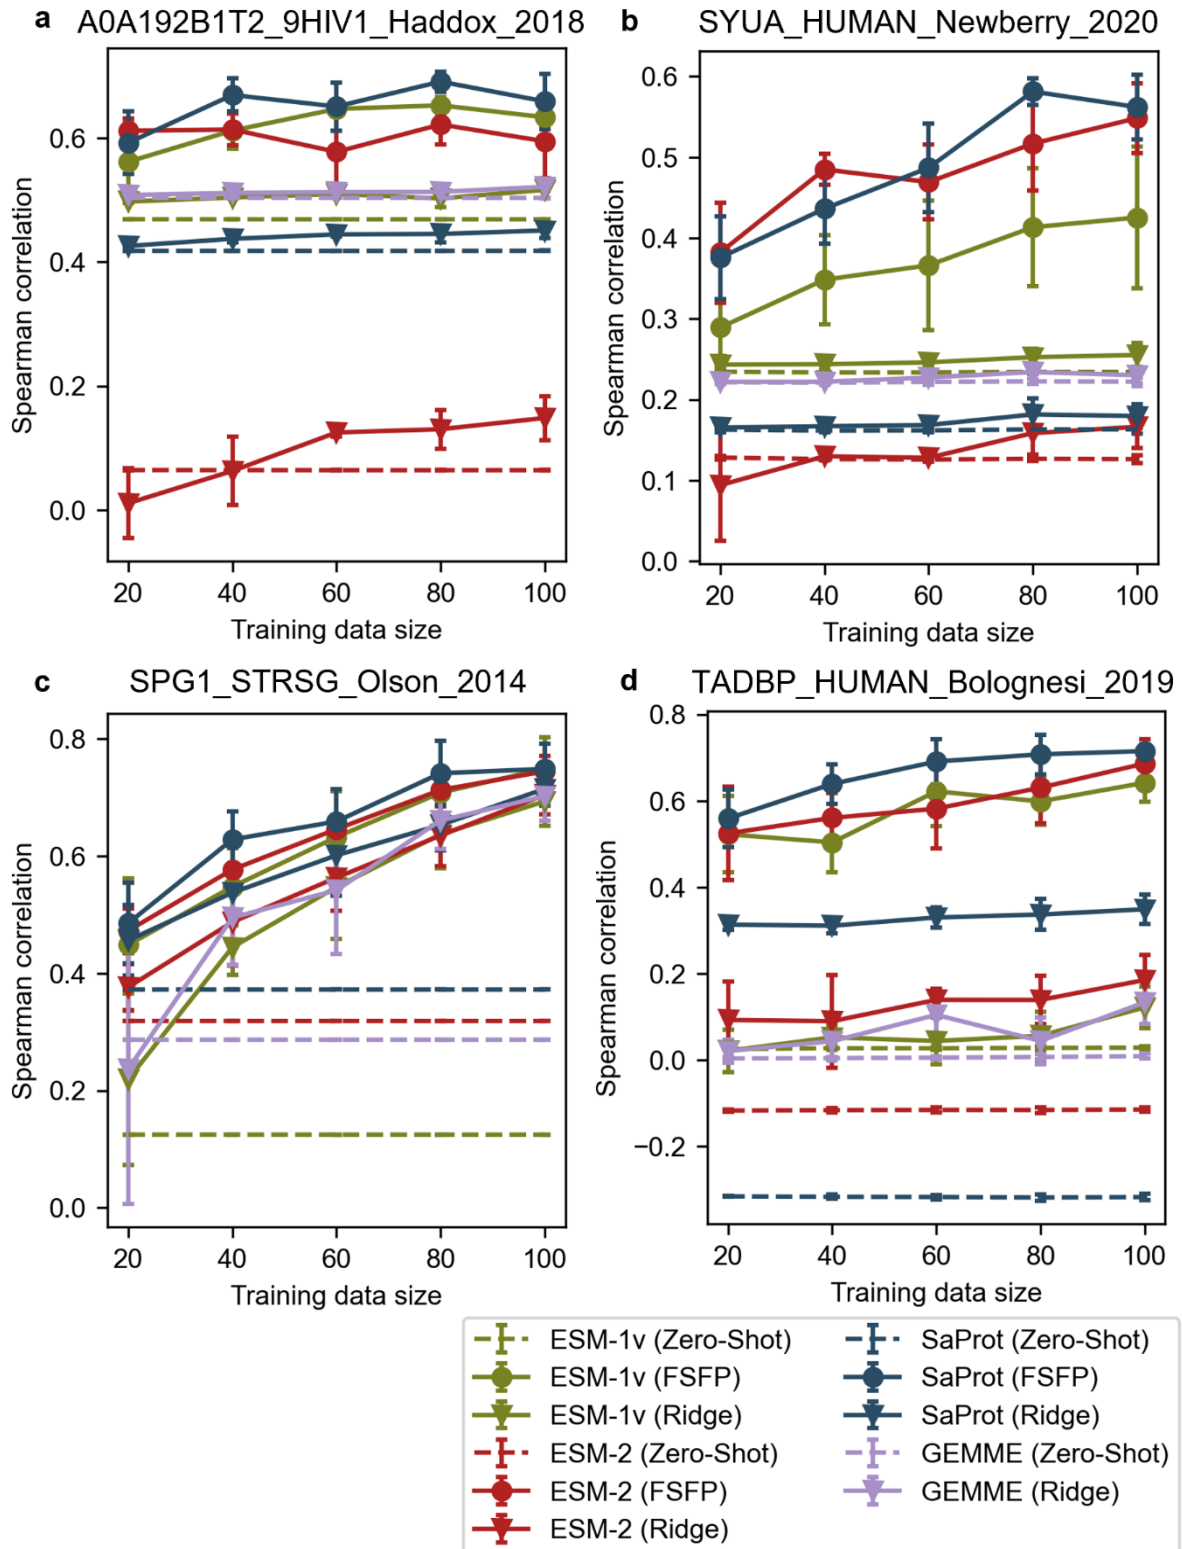 a A0A192B1T2_9HIV1_Haddox_2018
Spearman correlation
0.6
0.4
0.2
0.0
20 40 60 80 100
Training data size
b SYUA_HUMAN_Newberry_2020
Spearman correlation
0.6
0.5
0.4
0.3
0.2
0.1
0.0
20 40 60 80 100
Training data size
c SPG1_STRSG_Olson_2014
Spearman correlation
0.8
0.6
0.4
0.2
0.0
20 40 60 80 100
Training data size
d TADBP_HUMAN_Bolognesi_2019
Spearman correlation
0.8
0.6
0.4
0.2
0.0
−0.2
20 40 60 80 100
Training data size
ESM-1v (Zero-Shot)
ESM-1v (FSFP)
ESM-1v (Ridge)
ESM-2 (Zero-Shot)
ESM-2 (FSFP)
ESM-2 (Ridge)
SaProt (Zero-Shot)
SaProt (FSFP)
SaProt (Ridge)
GEMME (Zero-Shot)
GEMME (Ridge)